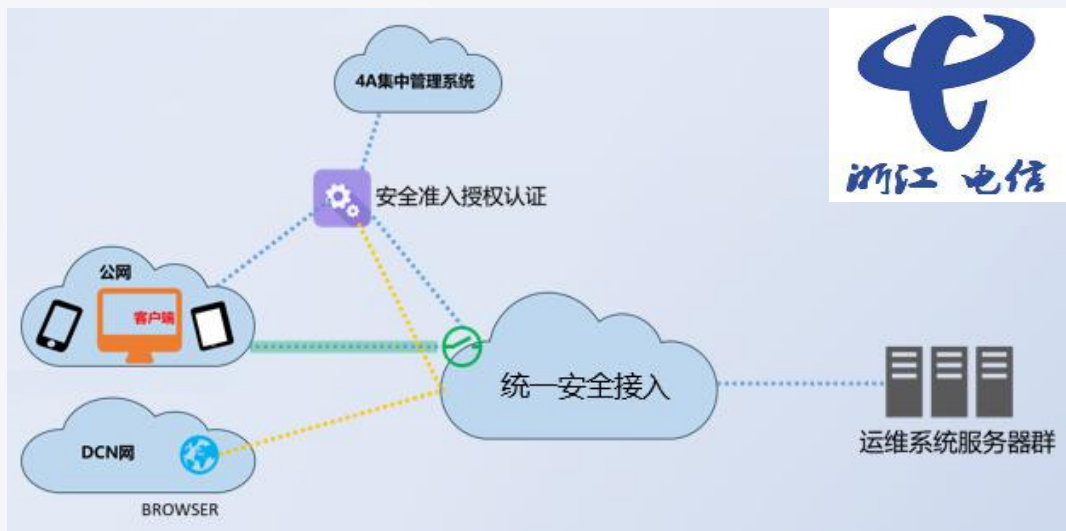 4A集中管理系统
浙江 电信
安全准入授权认证
公网
客户端
统一安全接入
DCN网
BROWSER
运维系统服务器群